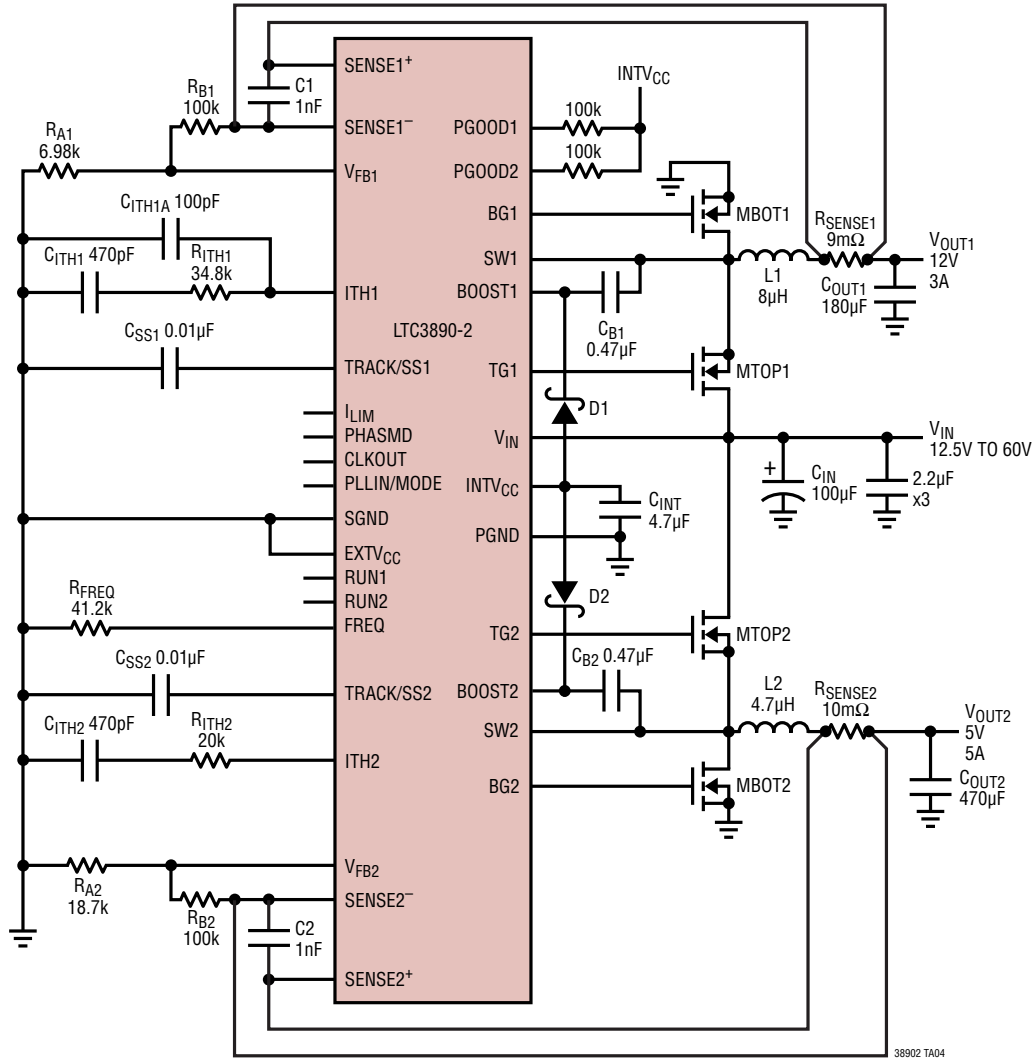 SENSE1+
INTVCC
RB1
100k
C1
1nF
100k
SENSE1–
PGOOD1
RA1
6.98k
100k
VFB1
PGOOD2
CITH1A 100pF
BG1
MBOT1
RSENSE1
9mΩ
VOUT1
12V
3A
CITH1 470pF
RITH1
34.8k
SW1
L1
8µH
COUT1
180µF
ITH1
BOOST1
CB1
0.47µF
LTC3890-2
CSS1 0.01µF
TRACK/SS1
TG1
MTOP1
D1
ILIM
PHASMD
VIN
VIN
12.5V TO 60V
CLKOUT
PLLIN/MODE
INTVCC
CINT
4.7µF
+
CIN
100µF
2.2µF
x3
SGND
PGND
EXTVCC
RUN1
RUN2
D2
RFREQ
41.2k
FREQ
TG2
MTOP2
CSS2 0.01µF
CB2 0.47µF
TRACK/SS2
BOOST2
L2
4.7µH
RSENSE2
10mΩ
VOUT2
5V
5A
CITH2 470pF
RITH2
20k
SW2
ITH2
BG2
MBOT2
COUT2
470µF
VFB2
RA2
18.7k
SENSE2–
RB2
100k
C2
1nF
SENSE2+
38902 TA04